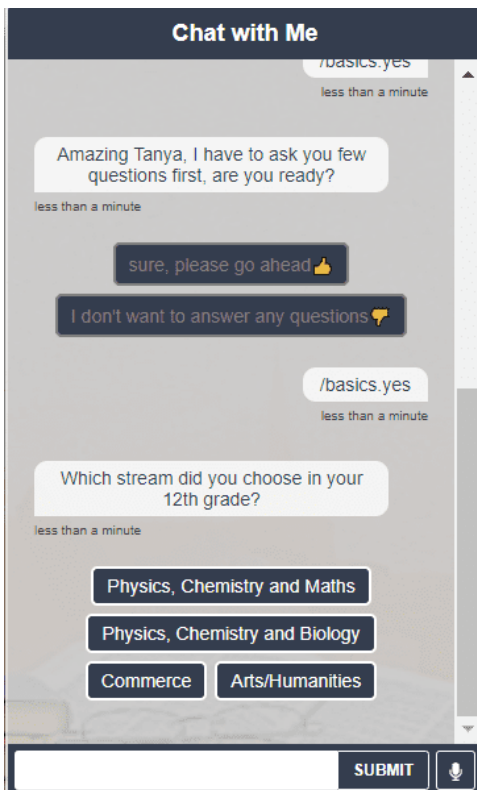 Chat with Me
/basics.yes
less than a minute
Amazing Tanya, I have to ask you few
questions first, are you ready?
less than a minute
sure, please go ahead👍
I don't want to answer any questions👎
/basics.yes
less than a minute
Which stream did you choose in your
12th grade?
less than a minute
Physics, Chemistry and Maths
Physics, Chemistry and Biology
Commerce Arts/Humanities
SUBMIT